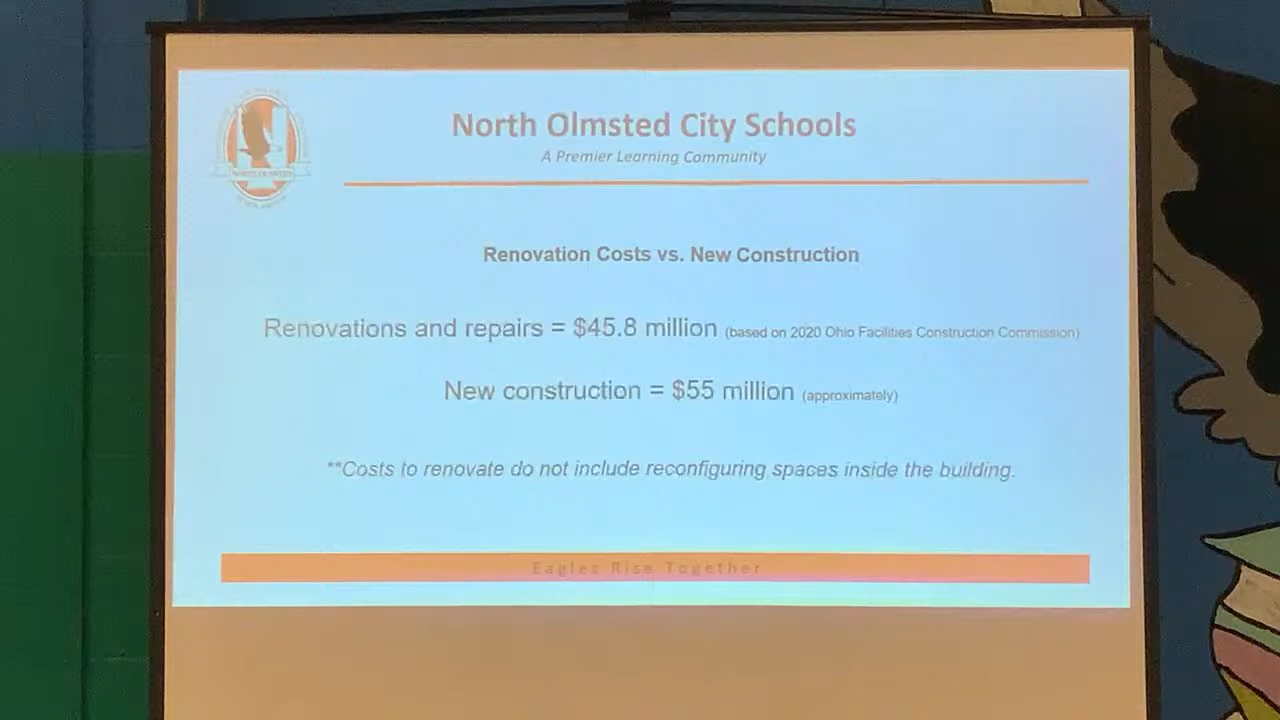 North Olmsted City Schools
A Premier Learning Community
Renovation Costs vs. New Construction
Renovations and repairs = $45.8 million (based on 2020 Ohio Facilities Construction Commission)
New construction = $55 million (approximately)
**Costs to renovate do not include reconfiguring spaces inside the building.
Eagles Rise Together